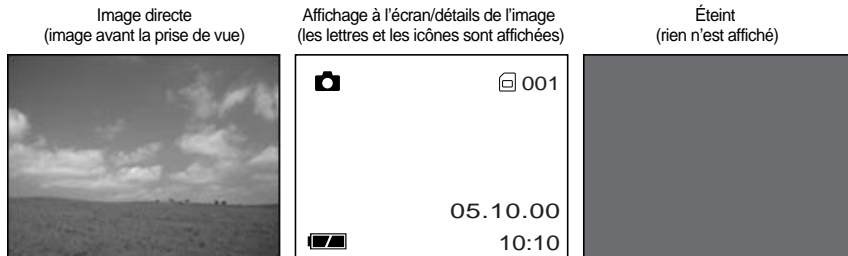 Image directe
(image avant la prise de vue)
Affichage à l'écran/détails de l'image
(les lettres et les icônes sont affichées)
Éteint
(rien n'est affiché)
001
05.10.00
10:10